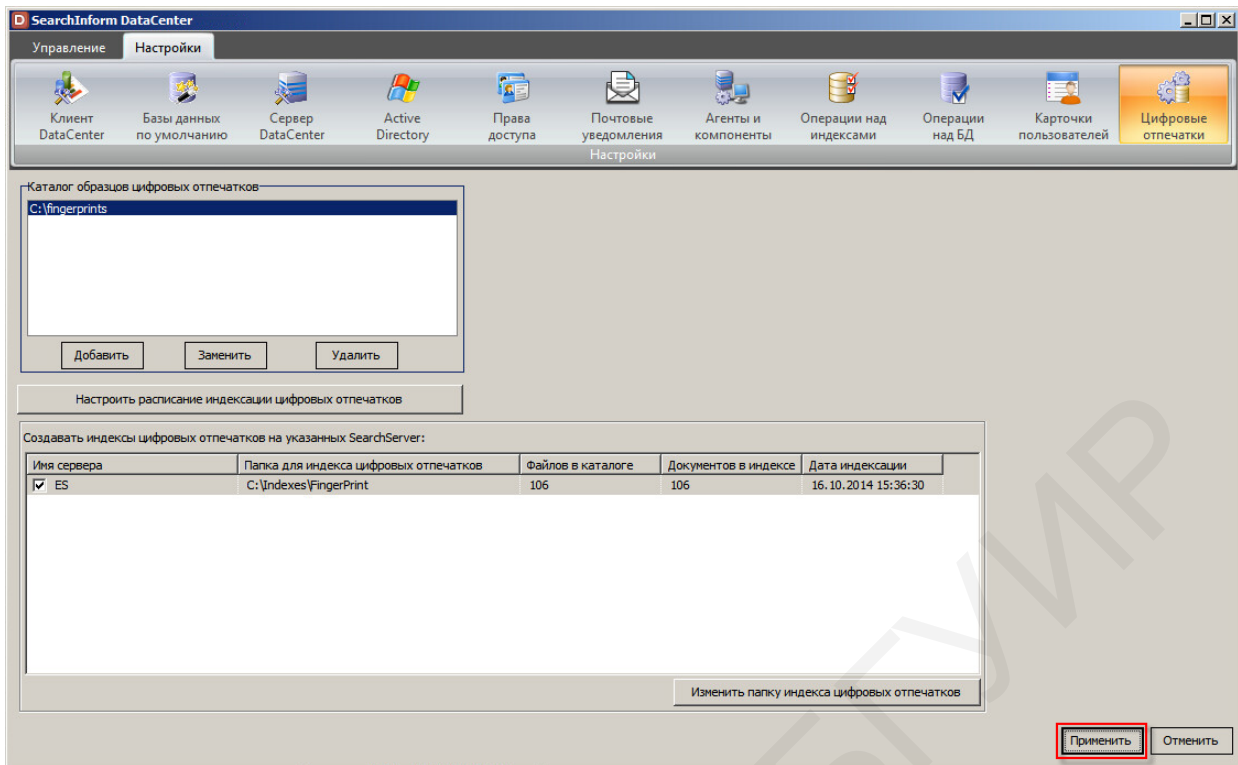 D SearchInform DataCenter
Управление Настройки
Клиент DataCenter
Базы данных по умолчанию
Сервер DataCenter
Active Directory
Права доступа
Почтовые уведомления
Агенты и компоненты
Операции над индексами
Операции над БД
Карточки пользователей
Цифровые отпечатки
Настройки
Каталог образцов цифровых отпечатков
C:\fingerprints
Добавить Заменить Удалить
Настроить расписание индексации цифровых отпечатков
Создавать индексы цифровых отпечатков на указанных SearchServer:
Имя сервера Папка для индекса цифровых отпечатков Файлов в каталоге Документов в индексе Дата индексации
ES C:\Indexes\FingerPrint 106 106 16.10.2014 15:36:30
Изменить папку индекса цифровых отпечатков
Применить Отменить
БГУИР